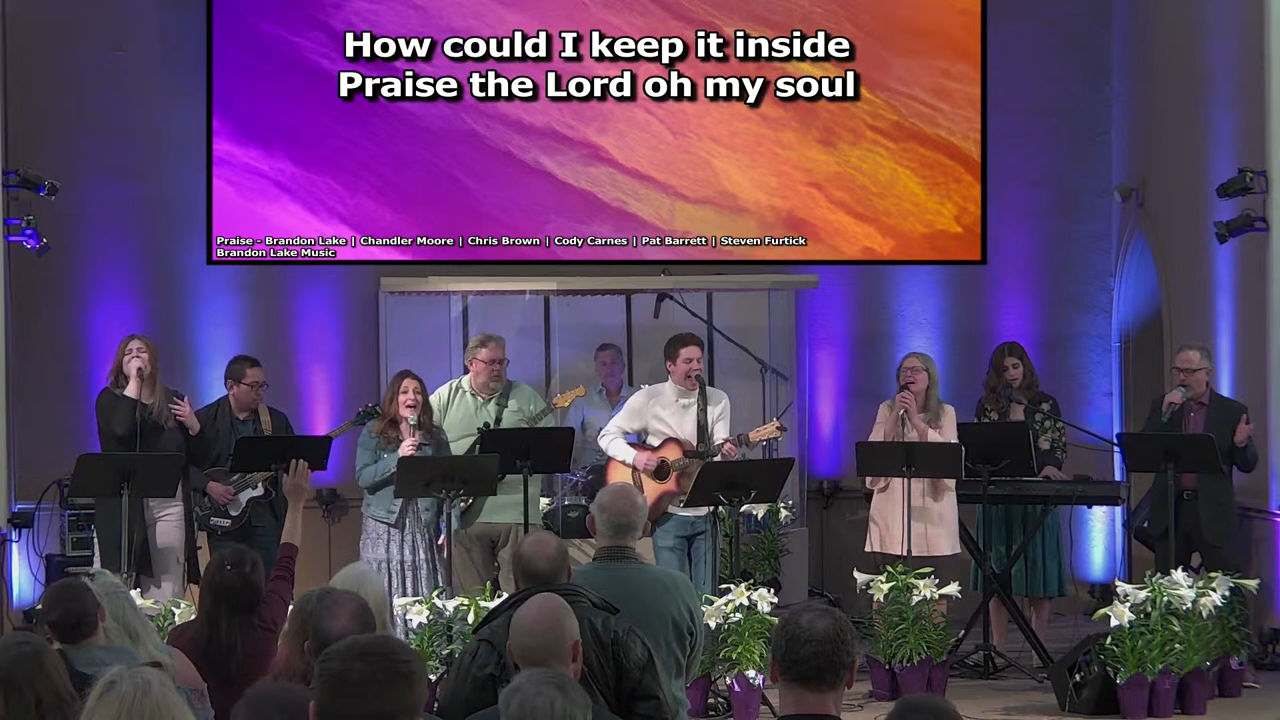 How could I keep it inside
Praise the Lord oh my soul
Praise - Brandon Lake | Chandler Moore | Chris Brown | Cody Carnes | Pat Barrett | Steven Furtick
Brandon Lake Music